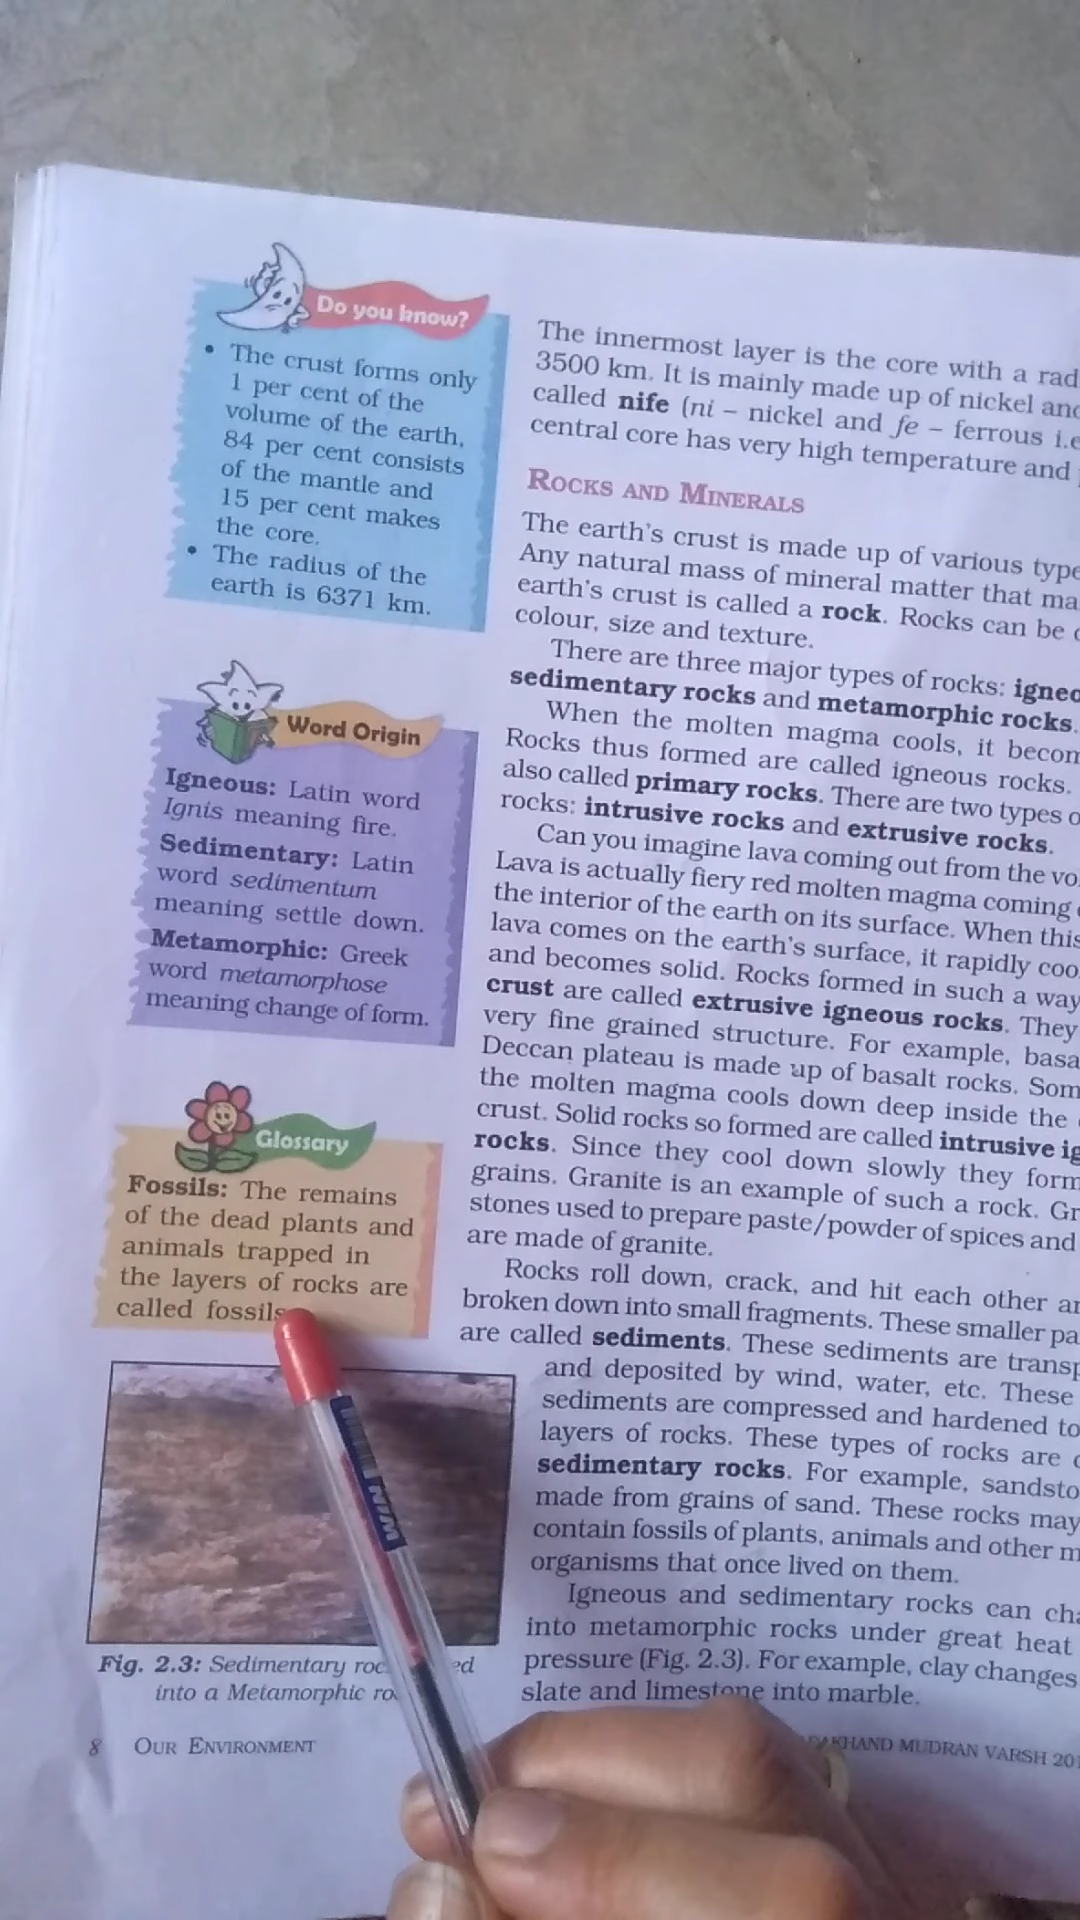 Do you know?
• The crust forms only
1 per cent of the
volume of the earth,
84 per cent consists
of the mantle and
15 per cent makes
the core.
• The radius of the
earth is 6371 km.
Word Origin
Igneous: Latin word
Ignis meaning fire.
Sedimentary: Latin
word sedimentum
meaning settle down.
Metamorphic: Greek
word metamorphose
meaning change of form.
Glossary
Fossils: The remains
of the dead plants and
animals trapped in
the layers of rocks are
called fossils
Fig. 2.3: Sedimentary
into a Metamorphic
8 OUR ENVIRONMENT
The innermost layer is the core with a
3500 km. It is mainly made up of nickel and
called nife (ni – nickel and fe – ferrous i.e
central core has very high temperature and
ROCKS AND MINERALS
The earth's crust is made up of various
Any natural mass of mineral matter that
earth's crust is called a rock. Rocks can be
colour, size and texture.
There are three major types of rocks:
sedimentary rocks and metamorphic rocks.
When the molten magma cools, it
Rocks thus formed are called igneous rocks.
also called primary rocks. There are two types
rocks: intrusive rocks and extrusive rocks.
Can you imagine lava coming out from the
Lava is actually fiery red molten magma coming
the interior of the earth on its surface. When this
lava comes on the earth's surface, it rapidly
and becomes solid. Rocks formed in such a way
crust are called extrusive igneous rocks. They
very fine grained structure. For example,
Deccan plateau is made up of basalt rocks.
the molten magma cools down deep inside the
crust. Solid rocks so formed are called intrusive
rocks. Since they cool down slowly they form
grains. Granite is an example of such a rock.
stones used to prepare paste/powder of spices and
are made of granite.
Rocks roll down, crack, and hit each other
broken down into small fragments. These smaller
are called sediments. These sediments are
and deposited by wind, water, etc. These
sediments are compressed and hardened to
layers of rocks. These types of rocks are
sedimentary rocks. For example,
made from grains of sand. These rocks may
contain fossils of plants, animals and other
organisms that once lived on them.
Igneous and sedimentary rocks can
into metamorphic rocks under great heat
pressure (Fig. 2.3). For example, clay changes
slate and limestone into marble.
MUDRAN VARSH
WIN